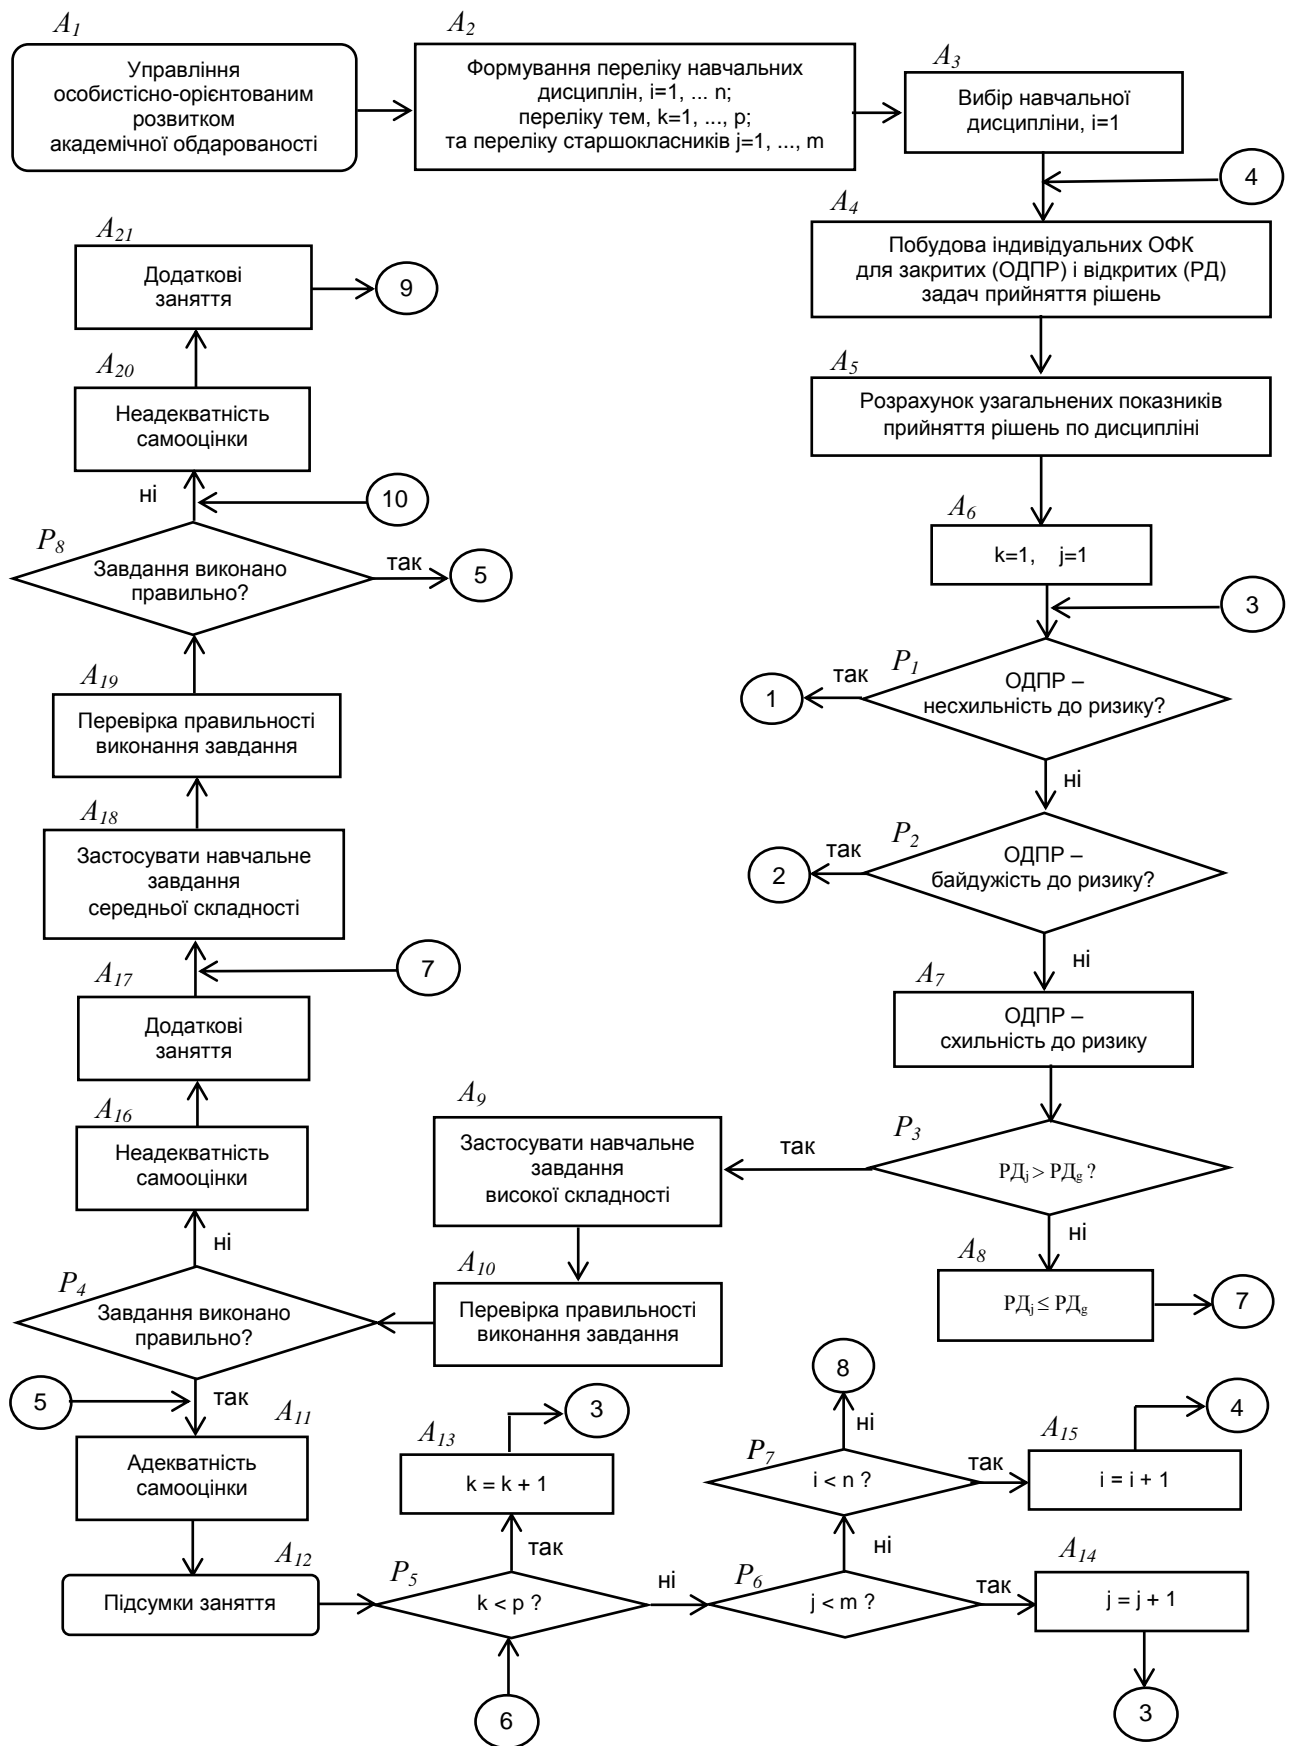 A1
Управління
особистісно-орієнтованим
розвитком
академічної обдарованості
A2
Формування переліку навчальних
дисциплін, i=1, ... n;
переліку тем, k=1, ..., p;
та переліку старшокласників j=1, ..., m
A3
Вибір навчальної
дисципліни, i=1
4
A4
Побудова індивідуальних ОФК
для закритих (ОДПР) і відкритих (РД)
задач прийняття рішень
A5
Розрахунок узагальнених показників
прийняття рішень по дисципліні
A6
k=1, j=1
3
P1
ОДПР –
несхильність до ризику?
так
1
ні
P2
ОДПР –
байдужість до ризику?
так
2
ні
A7
ОДПР –
схильність до ризику
P3
РДj > РДg ?
так
ні
A8
РДj ≤ РДg
7
A9
Застосувати навчальне
завдання
високої складності
A10
Перевірка правильності
виконання завдання
P4
Завдання виконано
правильно?
ні
так
5
A11
Адекватність
самооцінки
A12
Підсумки заняття
P5
k < p ?
так
ні
6
A13
k = k + 1
3
P6
j < m ?
так
ні
A14
j = j + 1
3
P7
i < n ?
так
ні
8
A15
i = i + 1
4
A16
Неадекватність
самооцінки
A17
Додаткові
заняття
7
A18
Застосувати навчальне
завдання
середньої складності
A19
Перевірка правильності
виконання завдання
P8
Завдання виконано
правильно?
так
5
ні
10
A20
Неадекватність
самооцінки
A21
Додаткові
заняття
9